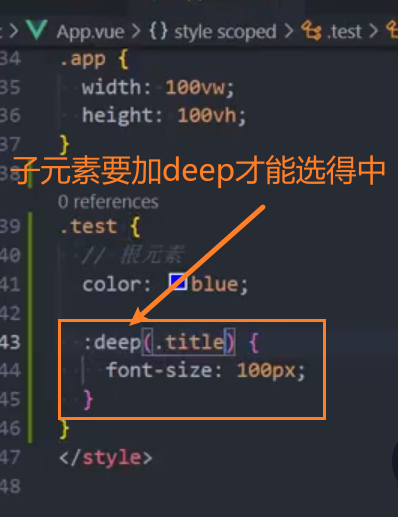 App.vue > {} style scoped > .test >
34 .app {
35 width: 100vw;
36 height: 100vh;
37 }
子元素要加deep才能选得中
38
0 references
39 .test {
40 // 根元素
41 color: blue;
42
43 :deep(.title) {
44 font-size: 100px;
45 }
46 }
47 </style>
48